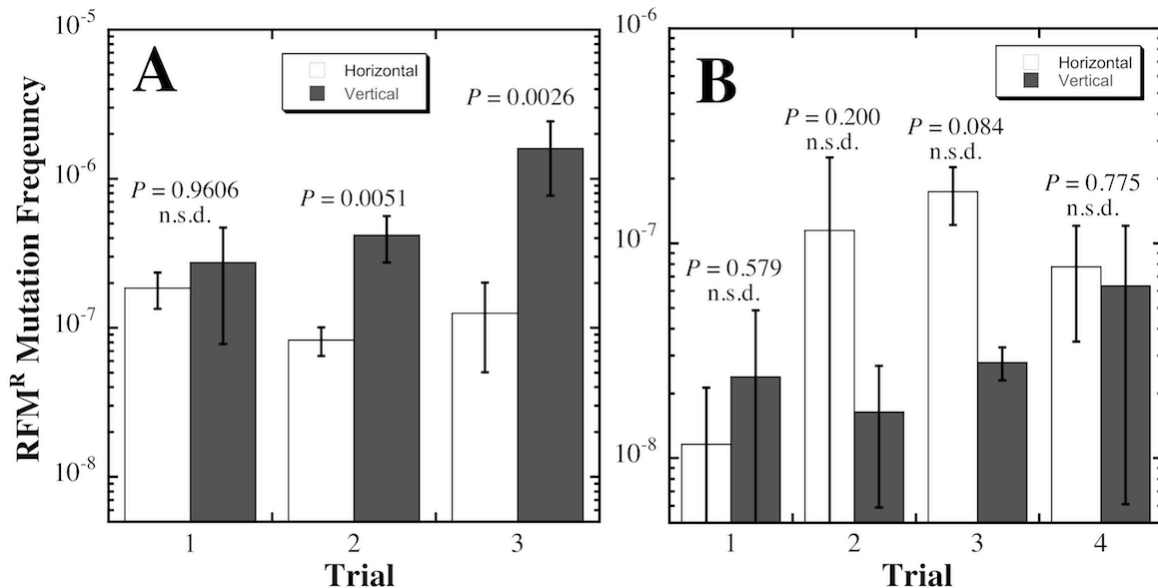 RFMᴿ Mutation Freqeuncy
A
Horizontal
Vertical
10⁻⁵
10⁻⁶
10⁻⁷
10⁻⁸
P = 0.9606
n.s.d.
P = 0.0051
P = 0.0026
1 2 3
Trial
B
Horizontal
Vertical
10⁻⁶
10⁻⁷
10⁻⁸
P = 0.579
n.s.d.
P = 0.200
n.s.d.
P = 0.084
n.s.d.
P = 0.775
n.s.d.
1 2 3 4
Trial